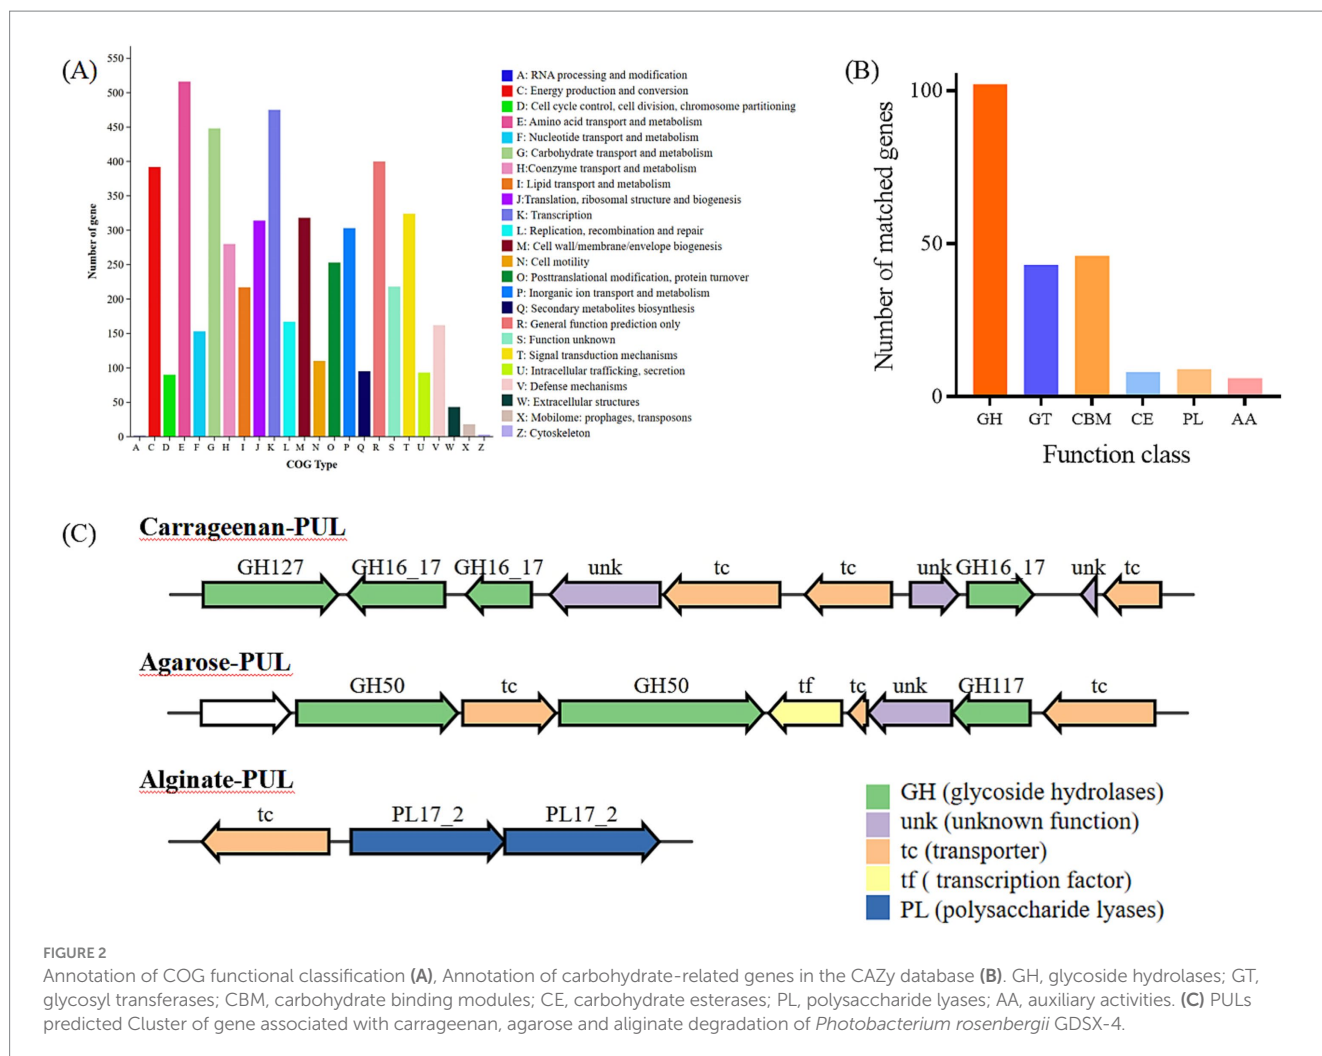 (A)
Number of gene
550
500
450
400
350
300
250
200
150
100
50
0
A C D E F G H I J K L M N O P Q R S T U V W X Z
COG Type
A: RNA processing and modification
C: Energy production and conversion
D: Cell cycle control, cell division, chromosome partitioning
E: Amino acid transport and metabolism
F: Nucleotide transport and metabolism
G: Carbohydrate transport and metabolism
H:Coenzyme transport and metabolism
I: Lipid transport and metabolism
J:Translation, ribosomal structure and biogenesis
K: Transcription
L: Replication, recombination and repair
M: Cell wall/membrane/envelope biogenesis
N: Cell motility
O: Posttranslational modification, protein turnover
P: Inorganic ion transport and metabolism
Q: Secondary metabolites biosynthesis
R: General function prediction only
S: Function unknown
T: Signal transduction mechanisms
U: Intracellular trafficking, secretion
V: Defense mechanisms
W: Extracellular structures
X: Mobilome: prophages, transposons
Z: Cytoskeleton
(B)
Number of matched genes
100
50
0
GH GT CBM CE PL AA
Function class
(C)
Carrageenan-PUL
GH127 GH16_17 GH16_17 unk tc tc unk GH16_17 unk tc
Agarose-PUL
GH50 tc GH50 tf tc unk GH117 tc
Alginate-PUL
tc PL17_2 PL17_2
GH (glycoside hydrolases)
unk (unknown function)
tc (transporter)
tf ( transcription factor)
PL (polysaccharide lyases)
FIGURE 2
Annotation of COG functional classification (A), Annotation of carbohydrate-related genes in the CAZy database (B). GH, glycoside hydrolases; GT,
glycosyl transferases; CBM, carbohydrate binding modules; CE, carbohydrate esterases; PL, polysaccharide lyases; AA, auxiliary activities. (C) PULs
predicted Cluster of gene associated with carrageenan, agarose and aliginate degradation of Photobacterium rosenbergii GDSX-4.